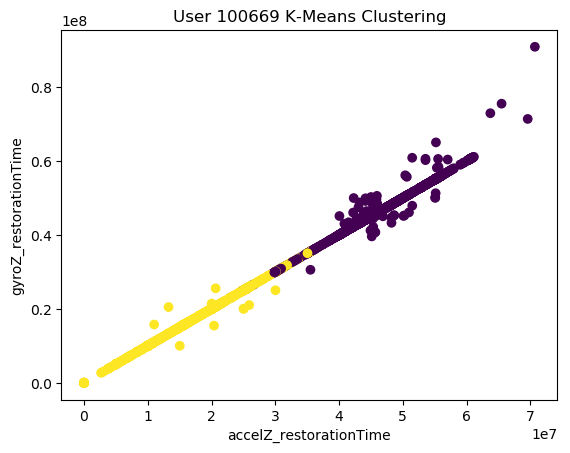 User 100669 K-Means Clustering
1e8
0.8
0.6
0.4
0.2
0.0
gyroZ_restorationTime
0 1 2 3 4 5 6 7
1e7
accelZ_restorationTime